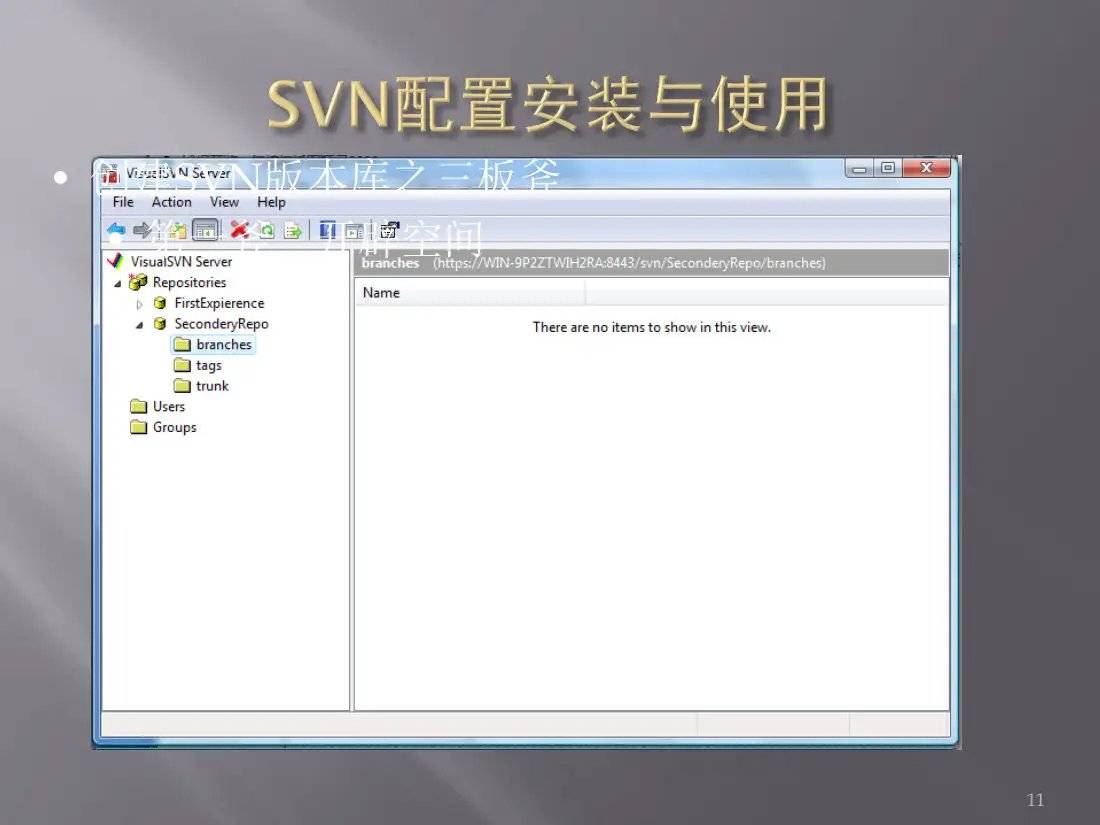 SVN配置安装与使用
创建SVN版本库之三板斧
第一斧 开辟空间
VisualSVN Server
File Action View Help
VisualSVN Server
Repositories
FirstExpierence
SeconderyRepo
branches
tags
trunk
Users
Groups
branches (https://WIN-9P2ZTWIH2RA:8443/svn/SeconderyRepo/branches)
Name
There are no items to show in this view.
11